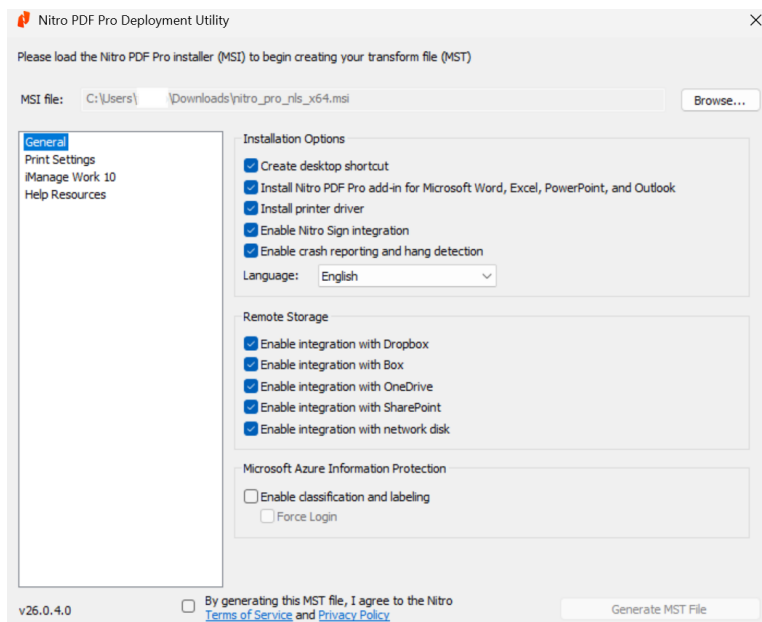 Nitro PDF Pro Deployment Utility
Please load the Nitro PDF Pro installer (MSI) to begin creating your transform file (MST)
MSI file: C:\Users\ \Downloads\nitro_pro_nls_x64.msi Browse...
General
Print Settings
iManage Work 10
Help Resources
Installation Options
Create desktop shortcut
Install Nitro PDF Pro add-in for Microsoft Word, Excel, PowerPoint, and Outlook
Install printer driver
Enable Nitro Sign integration
Enable crash reporting and hang detection
Language: English
Remote Storage
Enable integration with Dropbox
Enable integration with Box
Enable integration with OneDrive
Enable integration with SharePoint
Enable integration with network disk
Microsoft Azure Information Protection
Enable classification and labeling
Force Login
v26.0.4.0
By generating this MST file, I agree to the Nitro
Terms of Service and Privacy Policy
Generate MST File